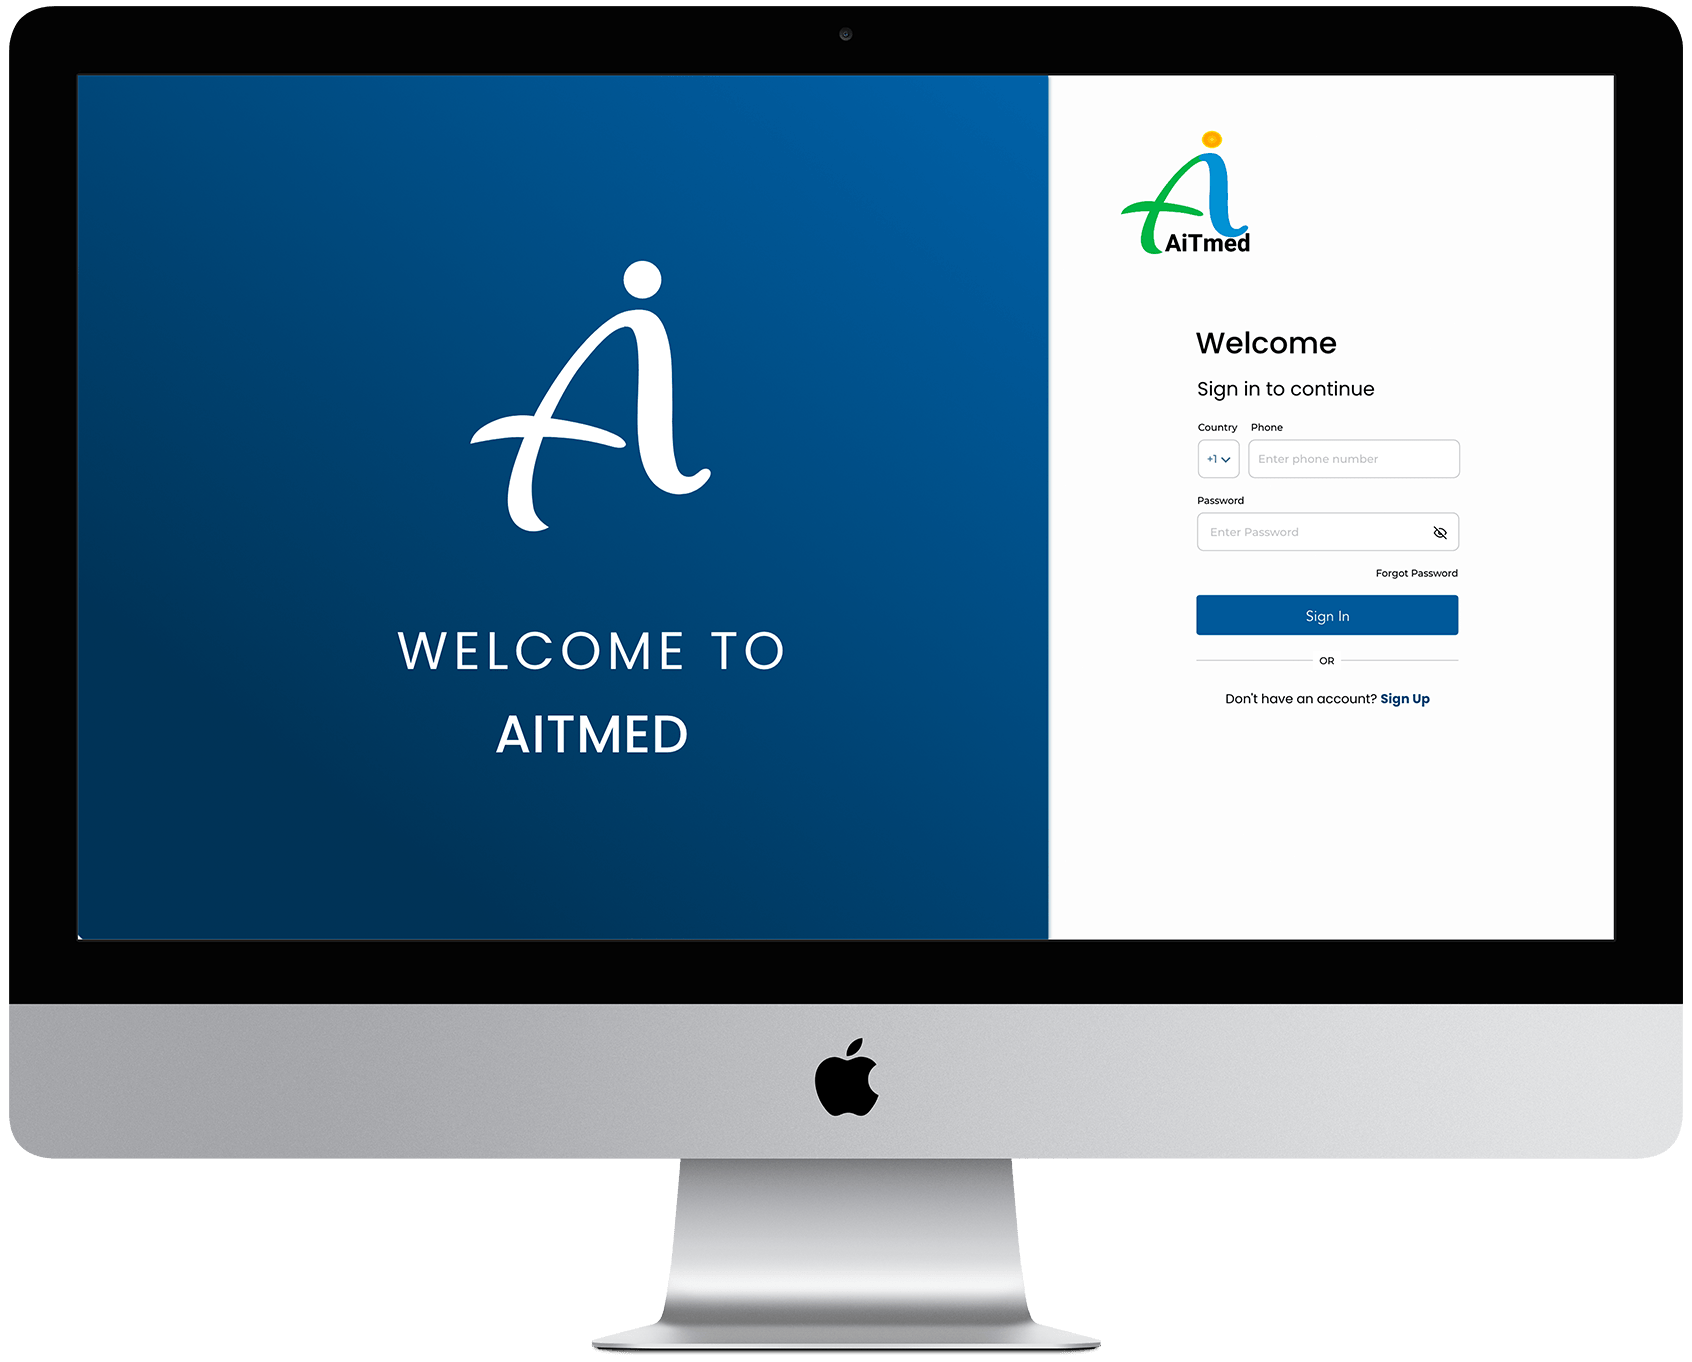 WELCOME TO
AITMED
AiTmed
Welcome
Sign in to continue
Country Phone
+1 Enter phone number
Password
Enter Password
Forgot Password
Sign In
OR
Don't have an account? Sign Up